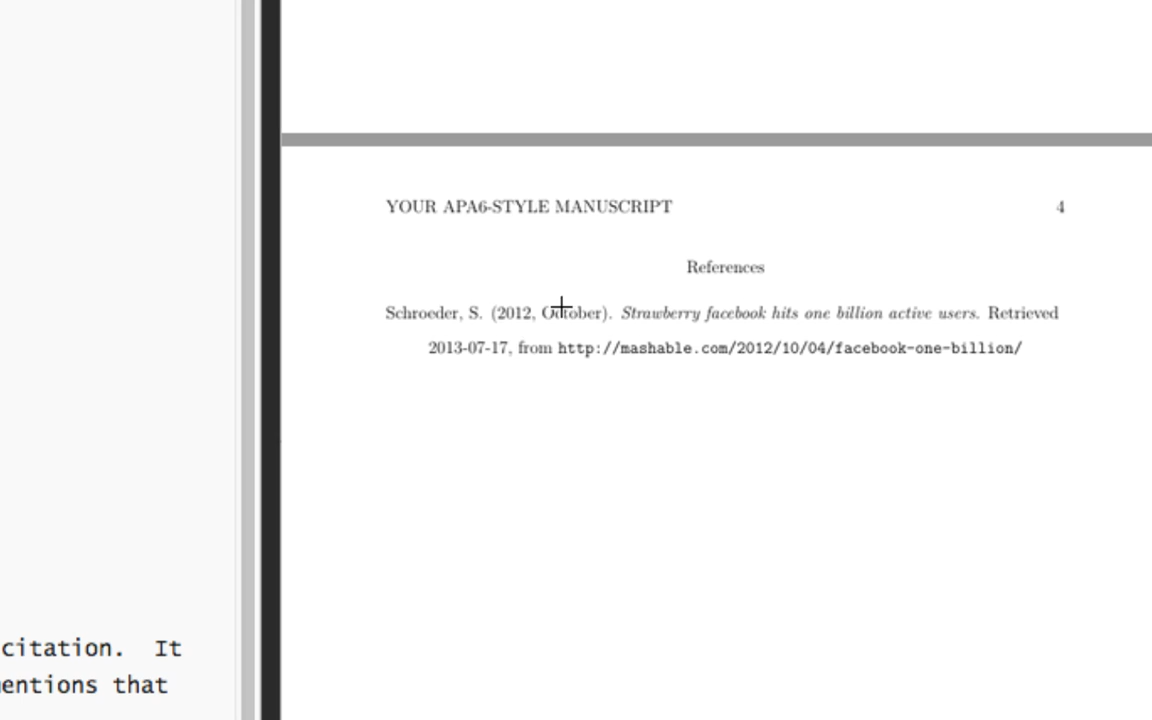 YOUR APA6-STYLE MANUSCRIPT 4
References
Schroeder, S. (2012, October). Strawberry facebook hits one billion active users. Retrieved
2013-07-17, from http://mashable.com/2012/10/04/facebook-one-billion/
citation. It
entions that